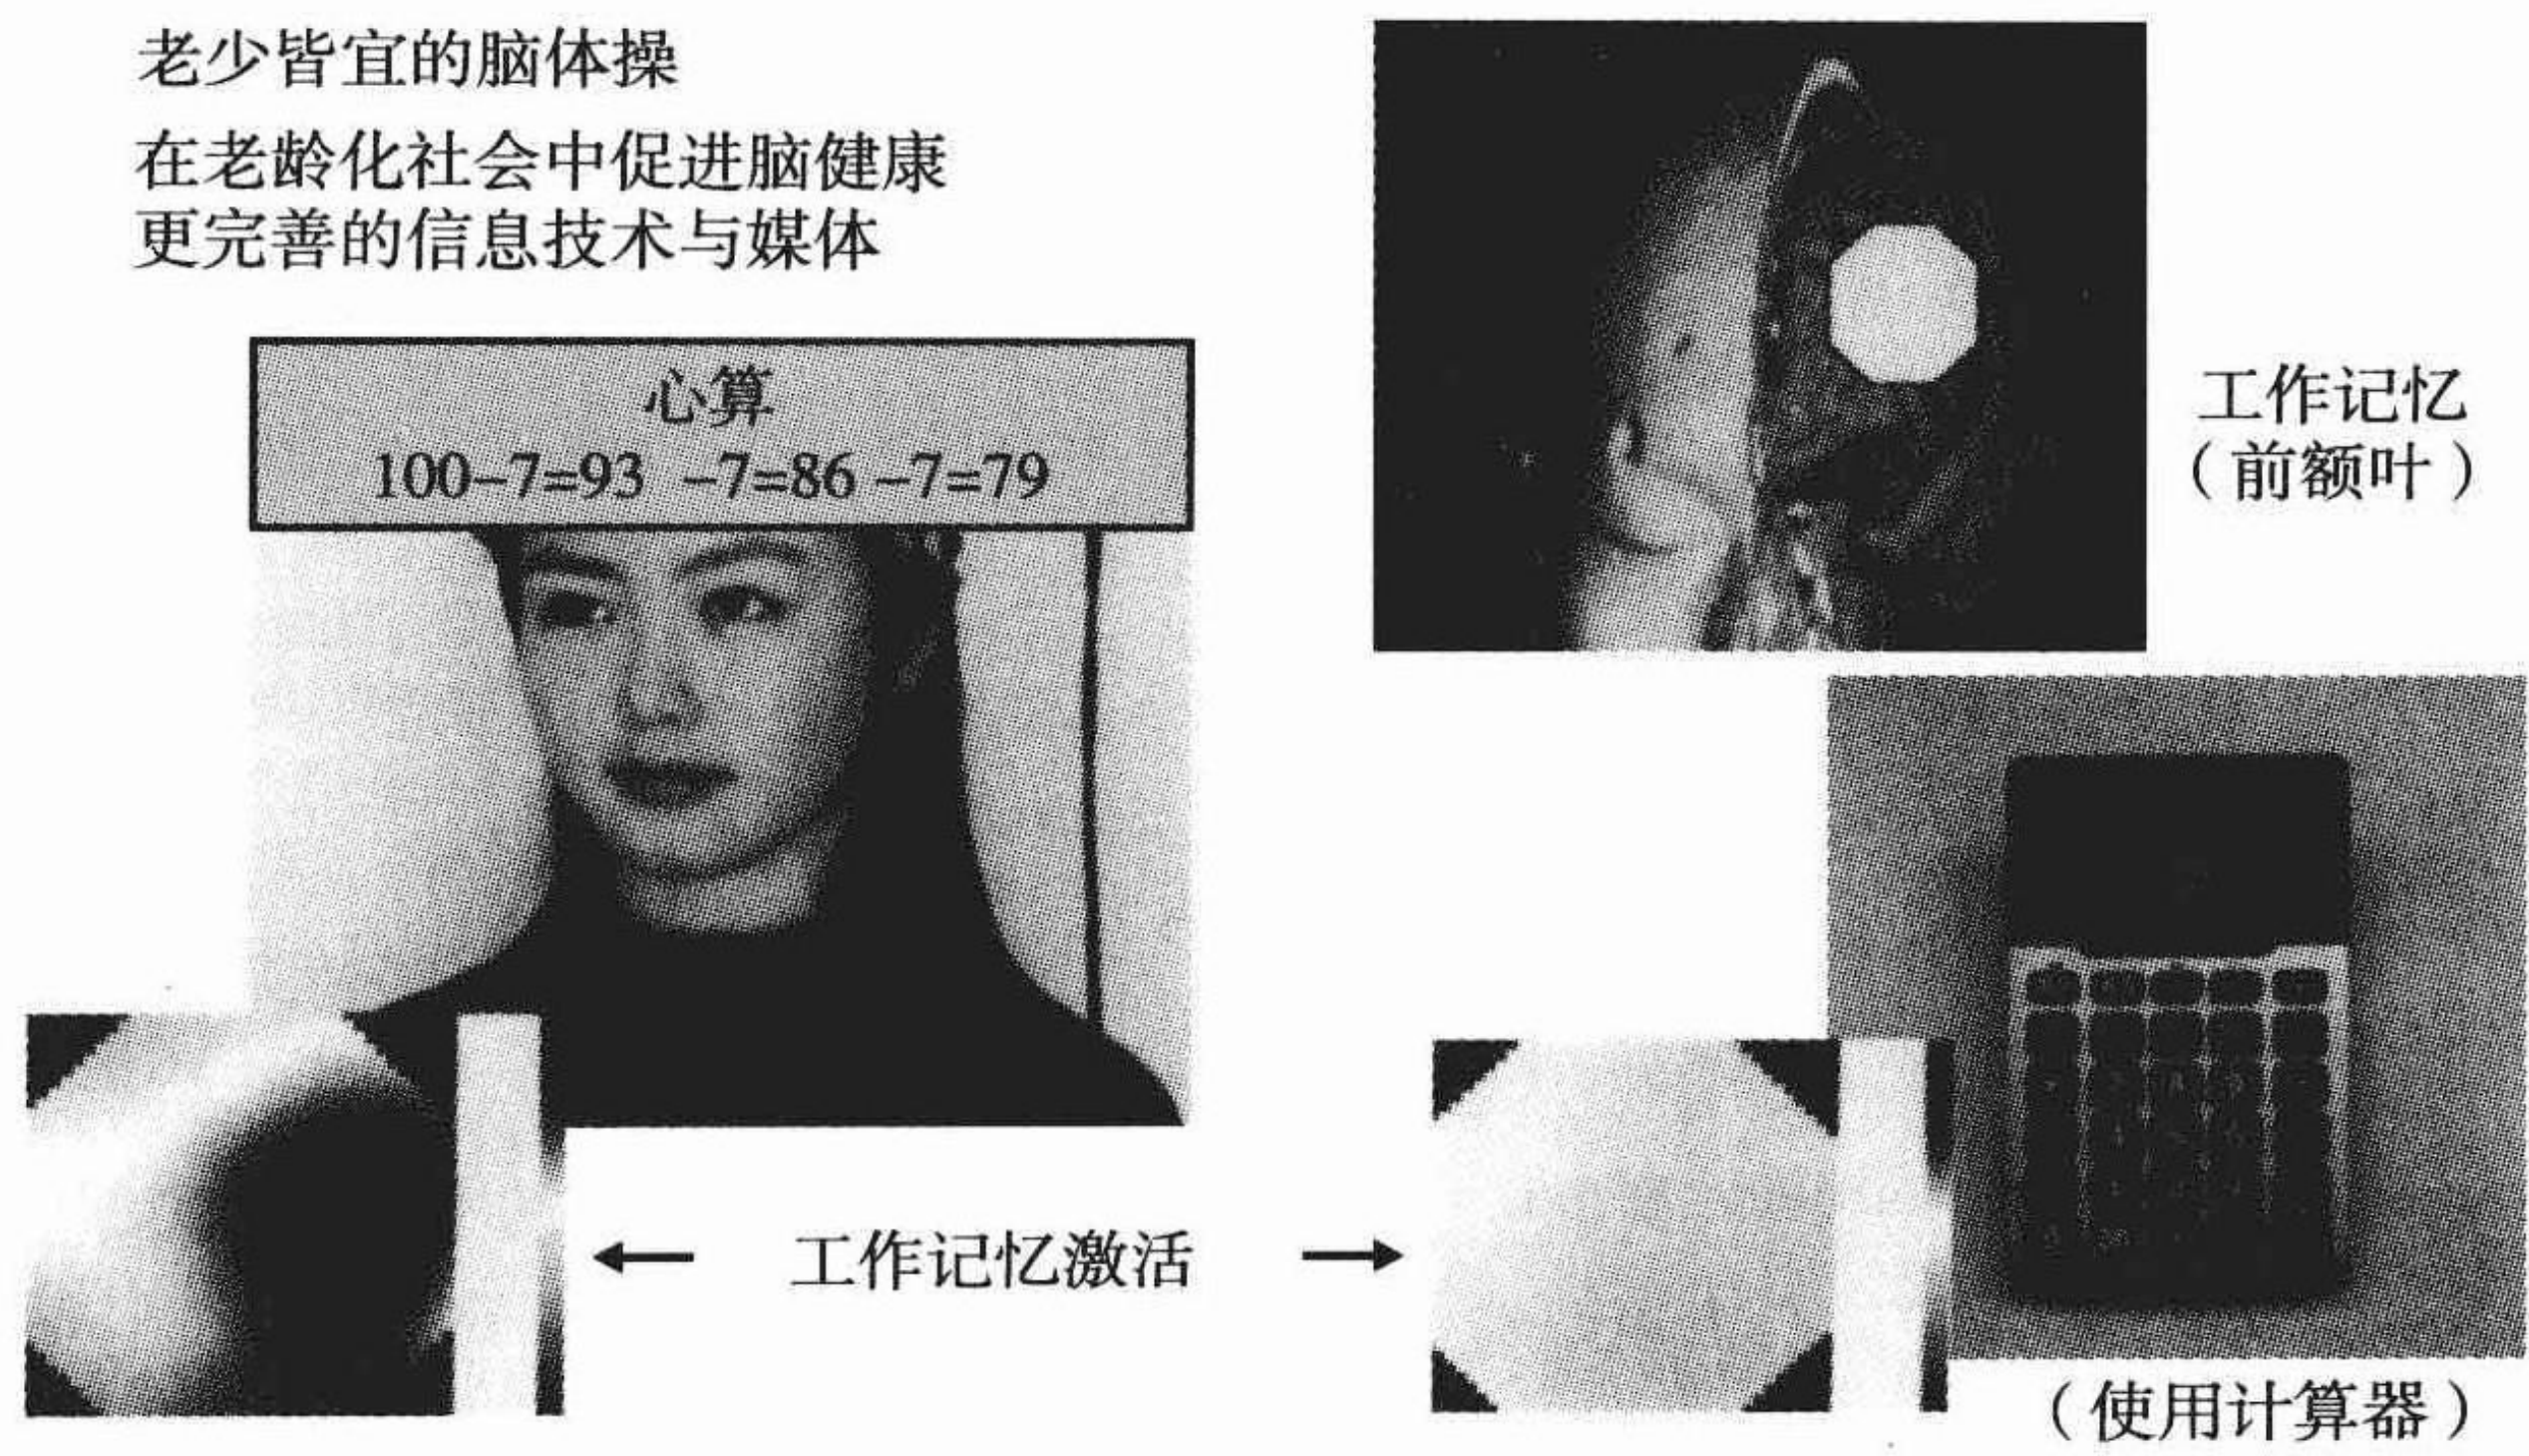 老少皆宜的脑体操
在老龄化社会中促进脑健康
更完善的信息技术与媒体
心算
100–7=93 –7=86 –7=79
工作记忆
（前额叶）
工作记忆激活
（使用计算器）